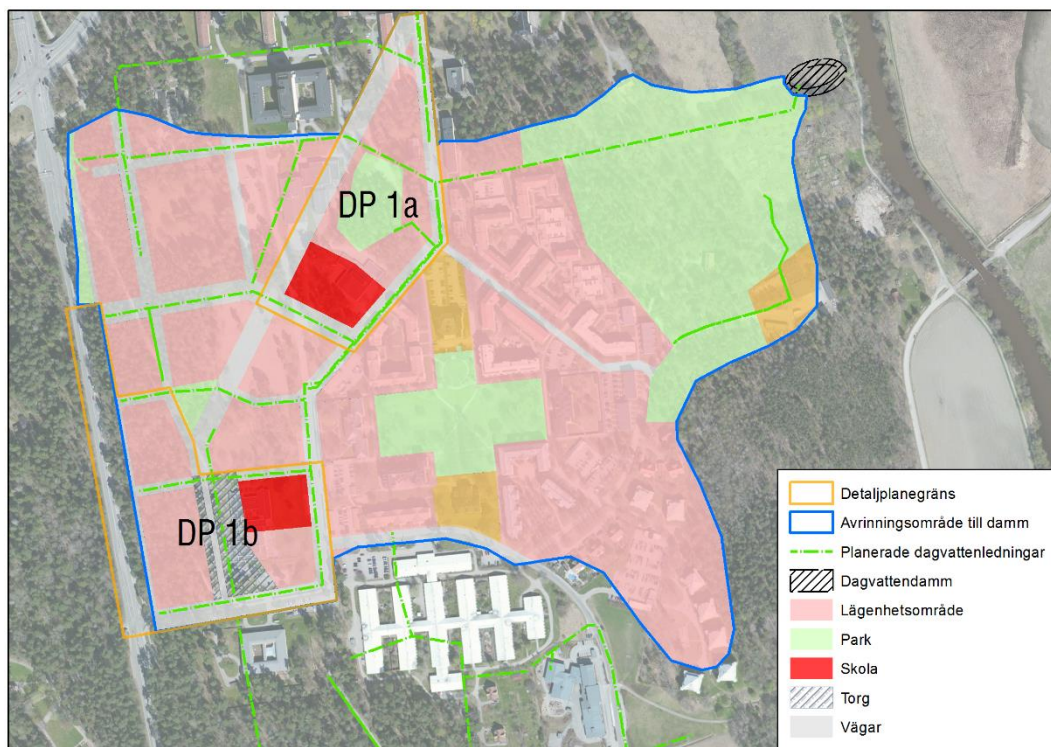 DP 1a
DP 1b
Detaljplanegräns
Avrinningsområde till damm
Planerade dagvattenledningar
Dagvattendamm
Lägenhetsområde
Park
Skola
Torg
Vägar